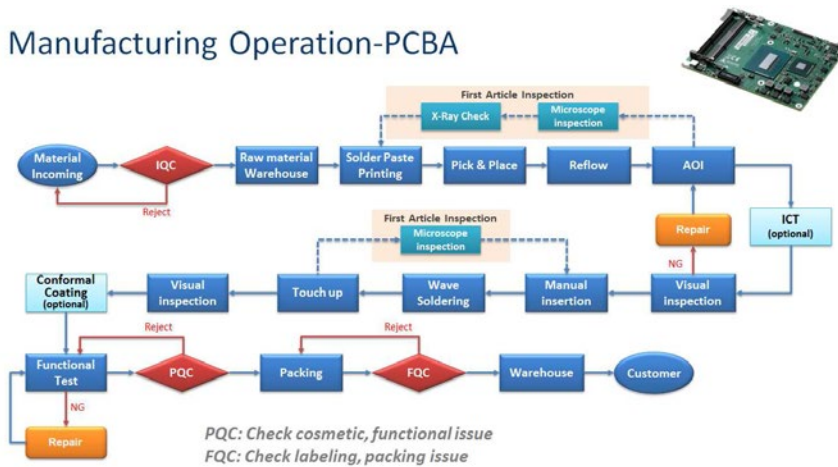 Manufacturing Operation-PCBA
First Article Inspection
X-Ray Check
Microscope
inspection
Material
Incoming
IQC
Raw material
Warehouse
Solder Paste
Printing
Pick & Place
Reflow
AOI
Reject
First Article Inspection
Microscope
inspection
Repair
ICT
(optional)
NG
Conformal
Coating
(optional)
Visual
inspection
Touch up
Wave
Soldering
Manual
insertion
Visual
inspection
Reject
Reject
Functional
Test
PQC
Packing
FQC
Warehouse
Customer
NG
Repair
PQC: Check cosmetic, functional issue
FQC: Check labeling, packing issue